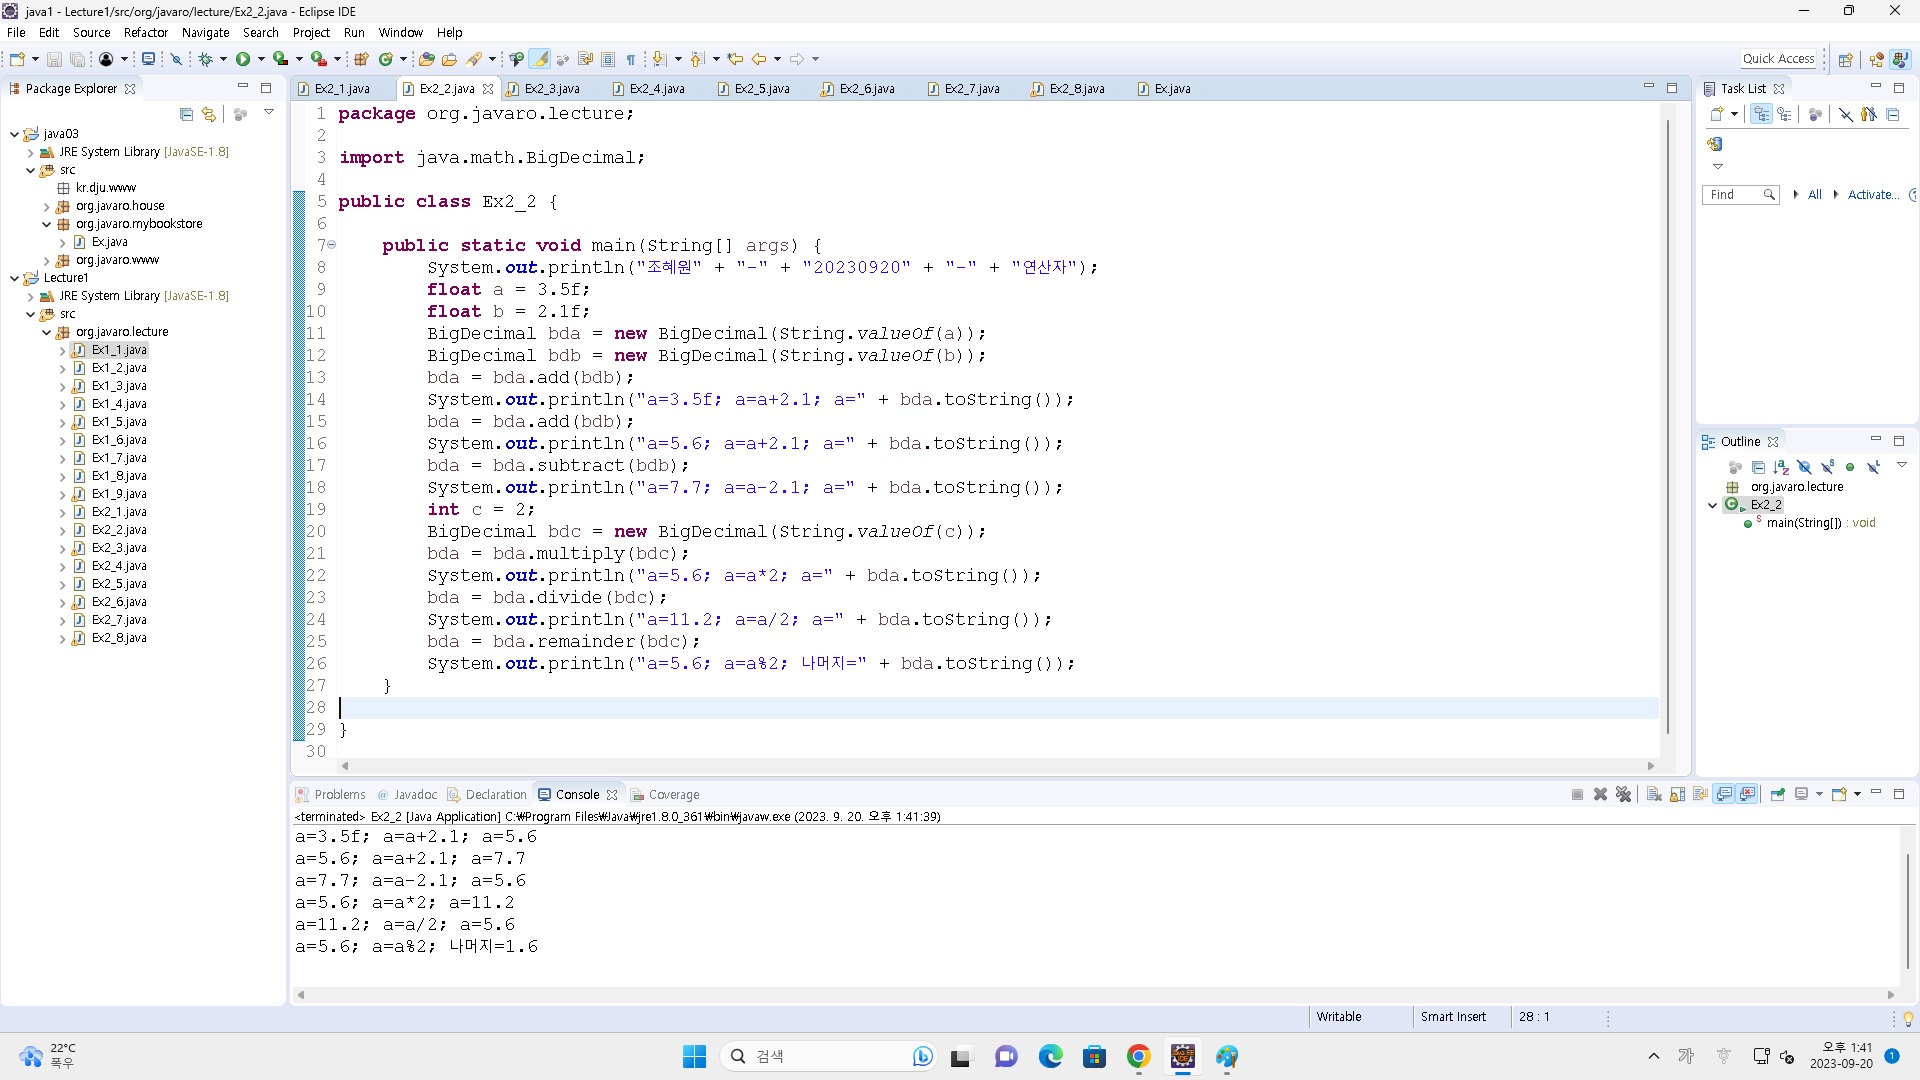 java1 - Lecture1/src/org/javaro/lecture/Ex2_2.java - Eclipse IDE
File Edit Source Refactor Navigate Search Project Run Window Help
Quick Access
Package Explorer
java03
JRE System Library [JavaSE-1.8]
src
kr.dju.www
org.javaro.house
org.javaro.mybookstore
Ex.java
org.javaro.www
Lecture1
JRE System Library [JavaSE-1.8]
src
org.javaro.lecture
Ex1_1.java
Ex1_2.java
Ex1_3.java
Ex1_4.java
Ex1_5.java
Ex1_6.java
Ex1_7.java
Ex1_8.java
Ex1_9.java
Ex2_1.java
Ex2_2.java
Ex2_3.java
Ex2_4.java
Ex2_5.java
Ex2_6.java
Ex2_7.java
Ex2_8.java
Ex2_1.java Ex2_2.java Ex2_3.java Ex2_4.java Ex2_5.java Ex2_6.java Ex2_7.java Ex2_8.java Ex.java
1 package org.javaro.lecture;
2
3 import java.math.BigDecimal;
4
5 public class Ex2_2 {
6
7 public static void main(String[] args) {
8 System.out.println("조혜원" + "-" + "20230920" + "-" + "연산자");
9 float a = 3.5f;
10 float b = 2.1f;
11 BigDecimal bda = new BigDecimal(String.valueOf(a));
12 BigDecimal bdb = new BigDecimal(String.valueOf(b));
13 bda = bda.add(bdb);
14 System.out.println("a=3.5f; a=a+2.1; a=" + bda.toString());
15 bda = bda.add(bdb);
16 System.out.println("a=5.6; a=a+2.1; a=" + bda.toString());
17 bda = bda.subtract(bdb);
18 System.out.println("a=7.7; a=a-2.1; a=" + bda.toString());
19 int c = 2;
20 BigDecimal bdc = new BigDecimal(String.valueOf(c));
21 bda = bda.multiply(bdc);
22 System.out.println("a=5.6; a=a*2; a=" + bda.toString());
23 bda = bda.divide(bdc);
24 System.out.println("a=11.2; a=a/2; a=" + bda.toString());
25 bda = bda.remainder(bdc);
26 System.out.println("a=5.6; a=a%2; 나머지=" + bda.toString());
27 }
28
29 }
30
Task List
Find All Activate...
Outline
org.javaro.lecture
Ex2_2
main(String[]) : void
Problems Javadoc Declaration Console Coverage
<terminated> Ex2_2 [Java Application] C:₩Program Files₩Java₩jre1.8.0_361₩bin₩javaw.exe (2023. 9. 20. 오후 1:41:39)
a=3.5f; a=a+2.1; a=5.6
a=5.6; a=a+2.1; a=7.7
a=7.7; a=a-2.1; a=5.6
a=5.6; a=a*2; a=11.2
a=11.2; a=a/2; a=5.6
a=5.6; a=a%2; 나머지=1.6
Writable Smart Insert 28 : 1
22°C
폭우
검색
가
오후 1:41
2023-09-20
1